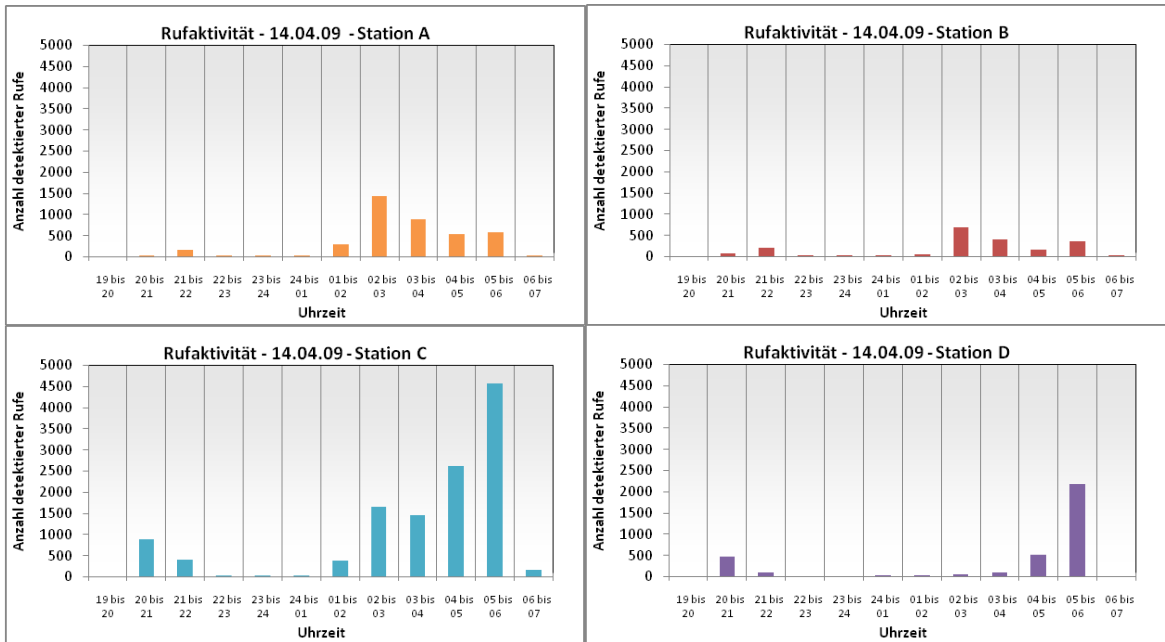 Rufaktivität - 14.04.09 - Station A
Anzahl detektierter Rufe
5000
4500
4000
3500
3000
2500
2000
1500
1000
500
0
19 bis 20 21 bis 21 21 bis 22 22 bis 23 23 bis 24 24 bis 01 01 bis 02 02 bis 03 03 bis 04 04 bis 05 05 bis 06 06 bis 07
Uhrzeit
Rufaktivität - 14.04.09 - Station B
Anzahl detektierter Rufe
5000
4500
4000
3500
3000
2500
2000
1500
1000
500
0
19 bis 20 bis 21 bis 22 bis 23 bis 24 bis 01 bis 02 bis 03 bis 04 bis 05 bis 06 bis
20 21 22 23 24 01 02 03 04 05 06 07
Uhrzeit
Rufaktivität - 14.04.09 - Station C
Anzahl detektierter Rufe
5000
4500
4000
3500
3000
2500
2000
1500
1000
500
0
19 bis 20 bis 21 bis 22 bis 23 bis 24 bis 01 bis 02 bis 03 bis 04 bis 05 bis 06 bis
20 21 22 23 24 01 02 03 04 05 06 07
Uhrzeit
Rufaktivität - 14.04.09 - Station D
Anzahl detektierter Rufe
5000
4500
4000
3500
3000
2500
2000
1500
1000
500
0
19 bis 20 bis 21 bis 22 bis 23 bis 24 bis 01 bis 02 bis 03 bis 04 bis 05 bis 06 bis
20 21 22 23 24 01 02 03 04 05 06 07
Uhrzeit